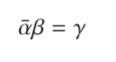 ᾱβ = γ